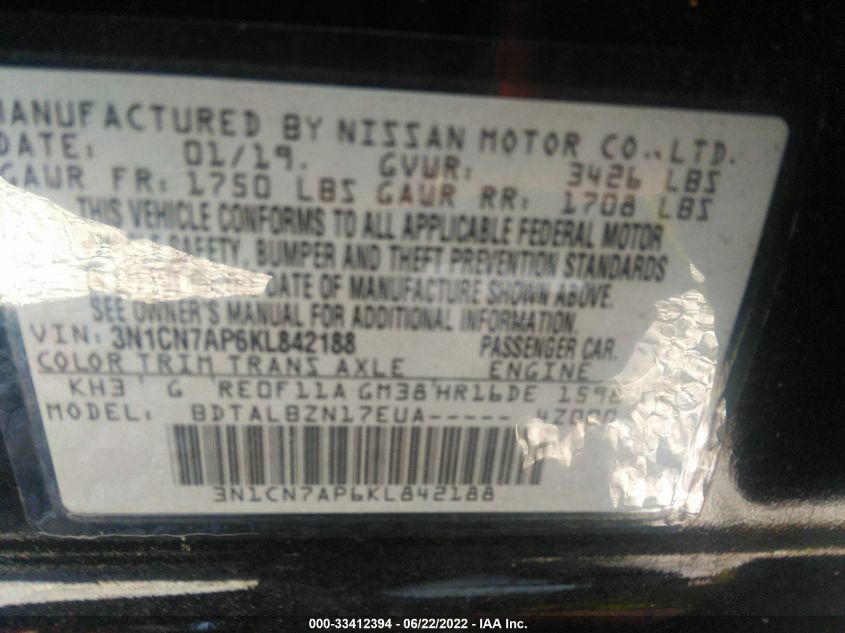 MANUFACTURED BY NISSAN MOTOR CO., LTD.
DATE: 01/19. GVWR: 3426 LBS
GAWR FR: 1750 LBS GAWR RR: 1708 LBS
THIS VEHICLE CONFORMS TO ALL APPLICABLE FEDERAL MOTOR
SAFETY, BUMPER AND THEFT PREVENTION STANDARDS
DATE OF MANUFACTURE SHOWN ABOVE.
SEE OWNER'S MANUAL FOR ADDITIONAL INFORMATION.
VIN: 3N1CN7AP6KL842188 PASSENGER CAR.
COLOR TRIM TRANS AXLE ENGINE
KH3 G RE0F11A GM38 HR16DE
MODEL: BDTALBZN17EUA-----
3N1CN7AP6KL842188
000-33412394 - 06/22/2022 - IAA Inc.